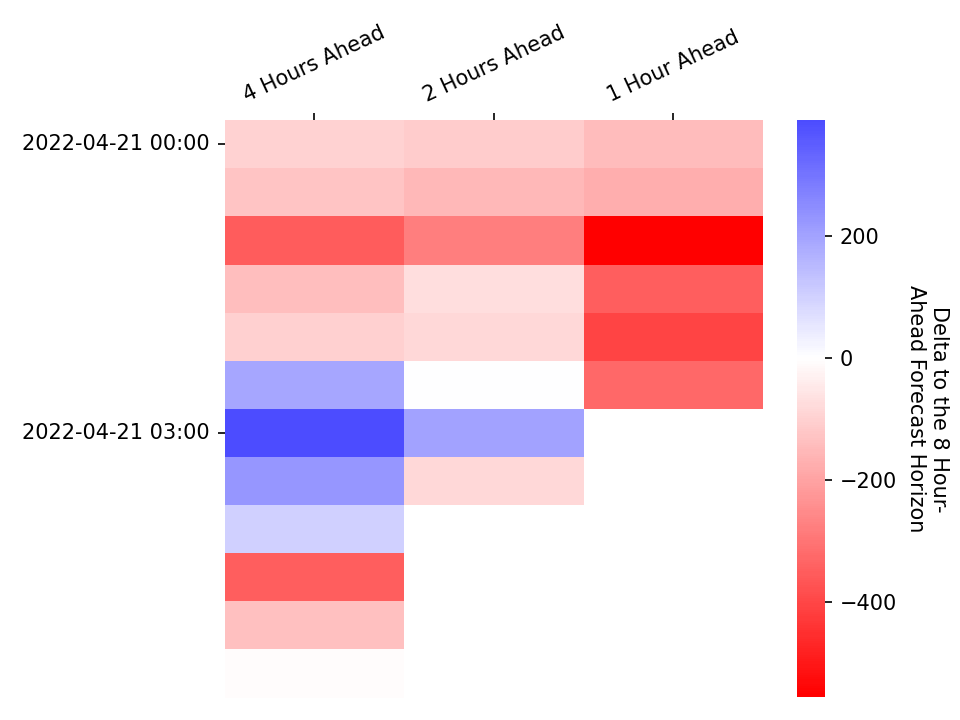 4 Hours Ahead
2 Hours Ahead
1 Hour Ahead
2022-04-21 00:00
2022-04-21 03:00
200
0
−200
−400
Delta to the 8 Hour-
Ahead Forecast Horizon